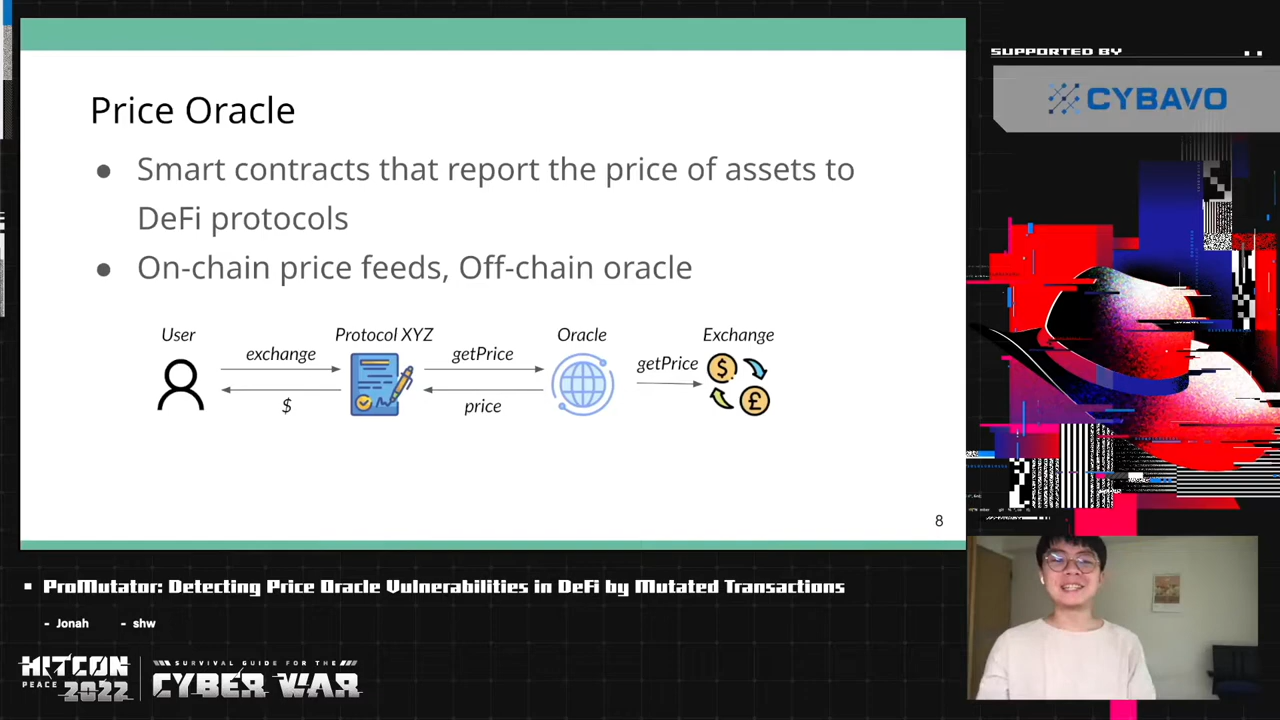 SUPPORTED BY
CYBAVO
Price Oracle
● Smart contracts that report the price of assets to
DeFi protocols
● On-chain price feeds, Off-chain oracle
User
exchange
$
Protocol XYZ
getPrice
price
Oracle
getPrice
Exchange
8
ProMutator: Detecting Price Oracle Vulnerabilities in DeFi by Mutated Transactions
- Jonah - shw
HITCON
PEACE 2022
SURVIVAL GUIDE FOR THE
CYBER WAR